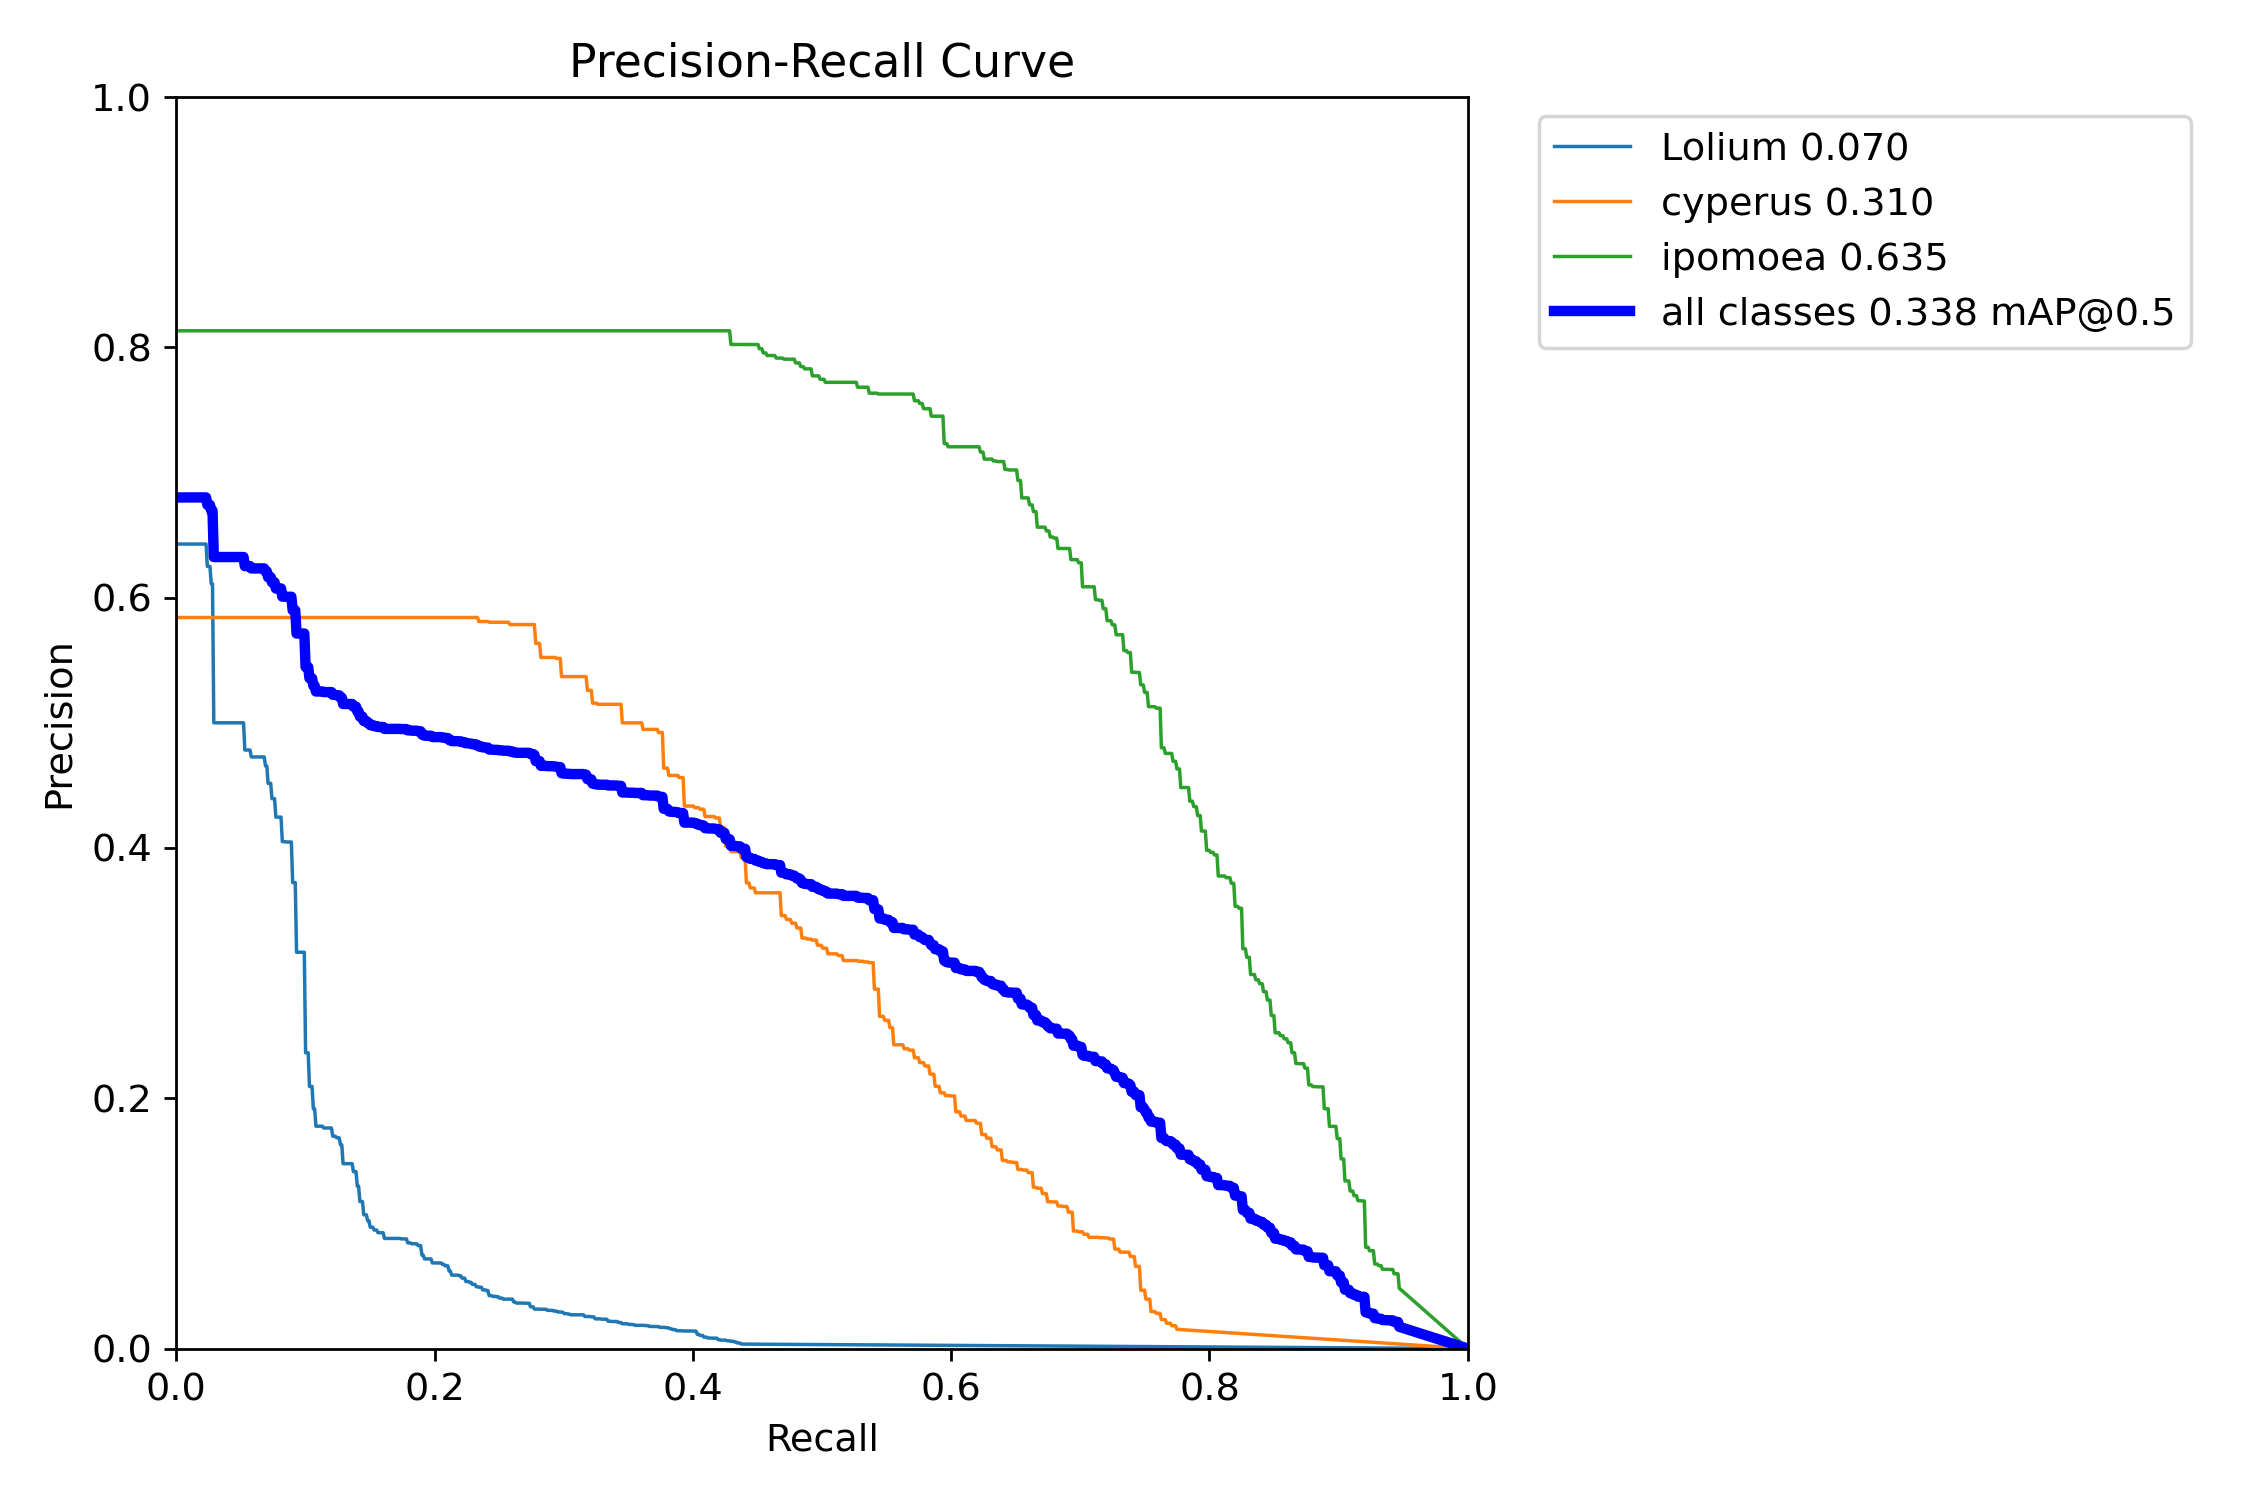 Precision-Recall Curve
1.0
0.8
0.6
0.4
0.2
0.0
Precision
0.0 0.2 0.4 0.6 0.8 1.0
Recall
Lolium 0.070
cyperus 0.310
ipomoea 0.635
all classes 0.338 mAP@0.5